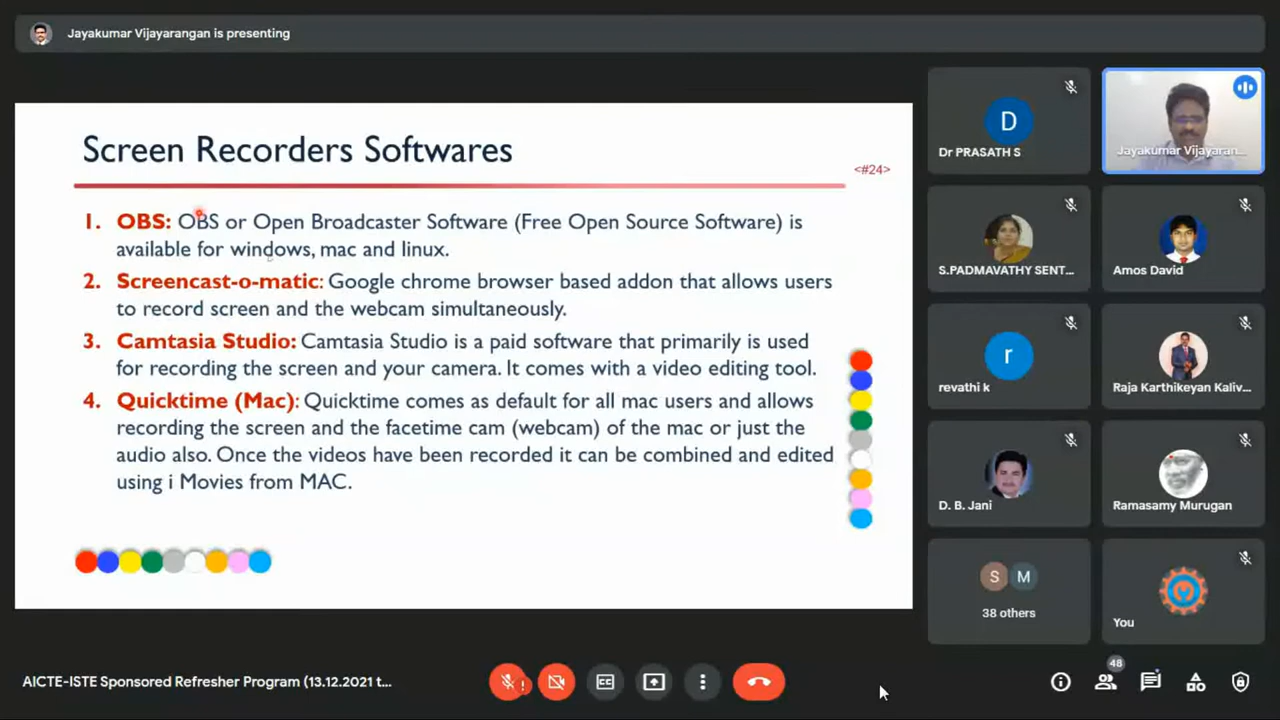 Jayakumar Vijayarangan is presenting
Screen Recorders Softwares
<#24>
1. OBS: OBS or Open Broadcaster Software (Free Open Source Software) is
available for windows, mac and linux.
2. Screencast-o-matic: Google chrome browser based addon that allows users
to record screen and the webcam simultaneously.
3. Camtasia Studio: Camtasia Studio is a paid software that primarily is used
for recording the screen and your camera. It comes with a video editing tool.
4. Quicktime (Mac): Quicktime comes as default for all mac users and allows
recording the screen and the facetime cam (webcam) of the mac or just the
audio also. Once the videos have been recorded it can be combined and edited
using i Movies from MAC.
D
Dr PRASATH S
Jayakumar Vijayaran...
S.PADMAVATHY SENT...
Amos David
r
revathi k
Raja Karthikeyan Kaliv...
D. B. Jani
Ramasamy Murugan
S M
38 others
You
AICTE-ISTE Sponsored Refresher Program (13.12.2021 t...
!
CC
48